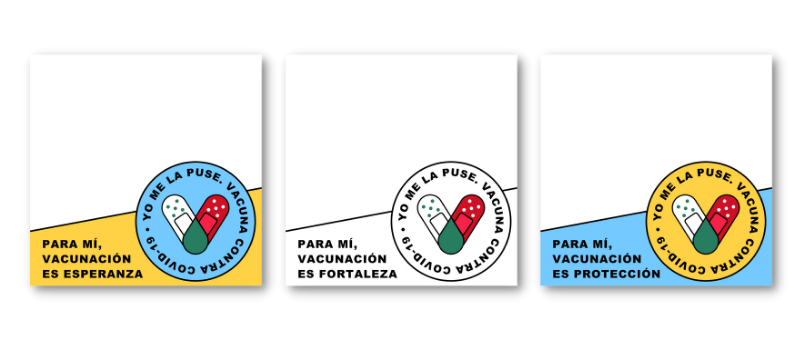 YO ME LA PUSE. VACUNA CONTRA COVID-19 •
PARA MÍ,
VACUNACIÓN
ES ESPERANZA
YO ME LA PUSE. VACUNA CONTRA COVID-19 •
PARA MÍ,
VACUNACIÓN
ES FORTALEZA
YO ME LA PUSE. VACUNA CONTRA COVID-19 •
PARA MÍ,
VACUNACIÓN
ES PROTECCIÓN